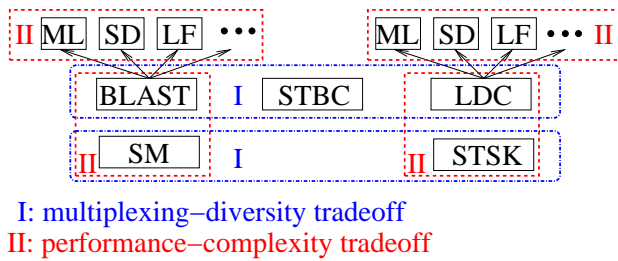 II ML SD LF ••• ML SD LF ••• II
BLAST I STBC LDC
II SM I II STSK
I: multiplexing−diversity tradeoff
II: performance−complexity tradeoff